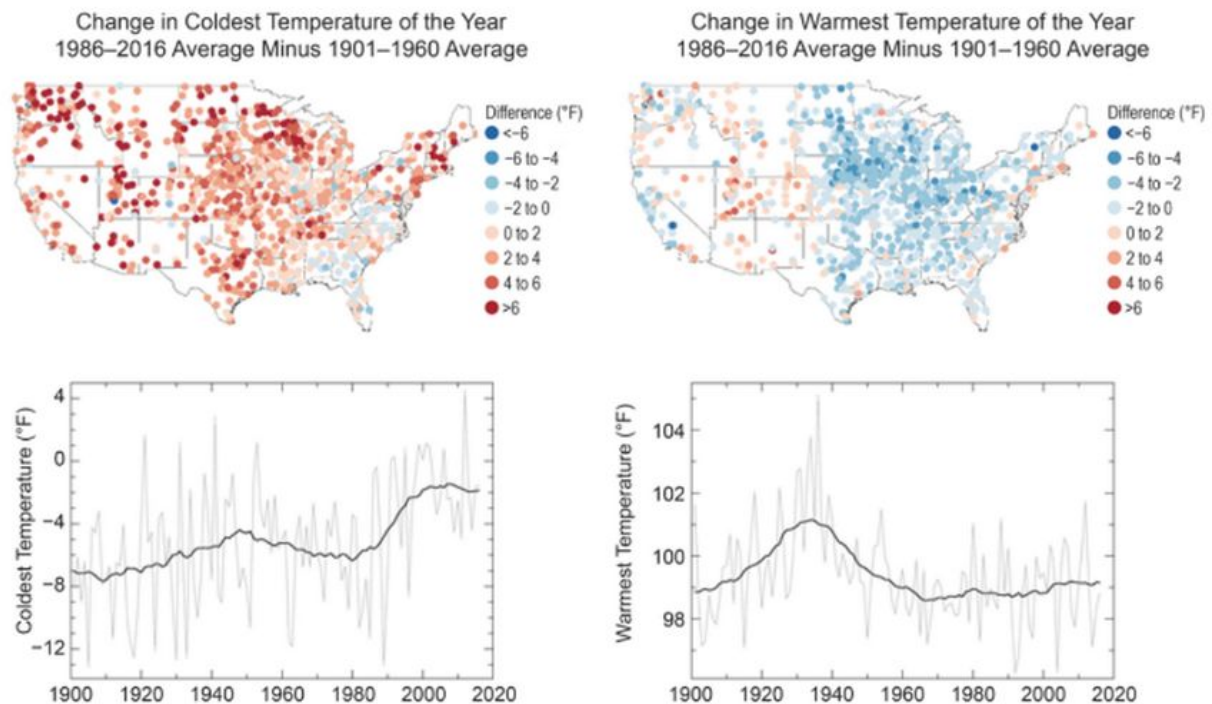 Change in Coldest Temperature of the Year
1986–2016 Average Minus 1901–1960 Average
Difference (°F)
<-6
-6 to -4
-4 to -2
-2 to 0
0 to 2
2 to 4
4 to 6
>6
Change in Warmest Temperature of the Year
1986–2016 Average Minus 1901–1960 Average
Difference (°F)
<-6
-6 to -4
-4 to -2
-2 to 0
0 to 2
2 to 4
4 to 6
>6
Coldest Temperature (°F)
4
0
-4
-8
-12
1900 1920 1940 1960 1980 2000 2020
Warmest Temperature (°F)
104
102
100
98
1900 1920 1940 1960 1980 2000 2020